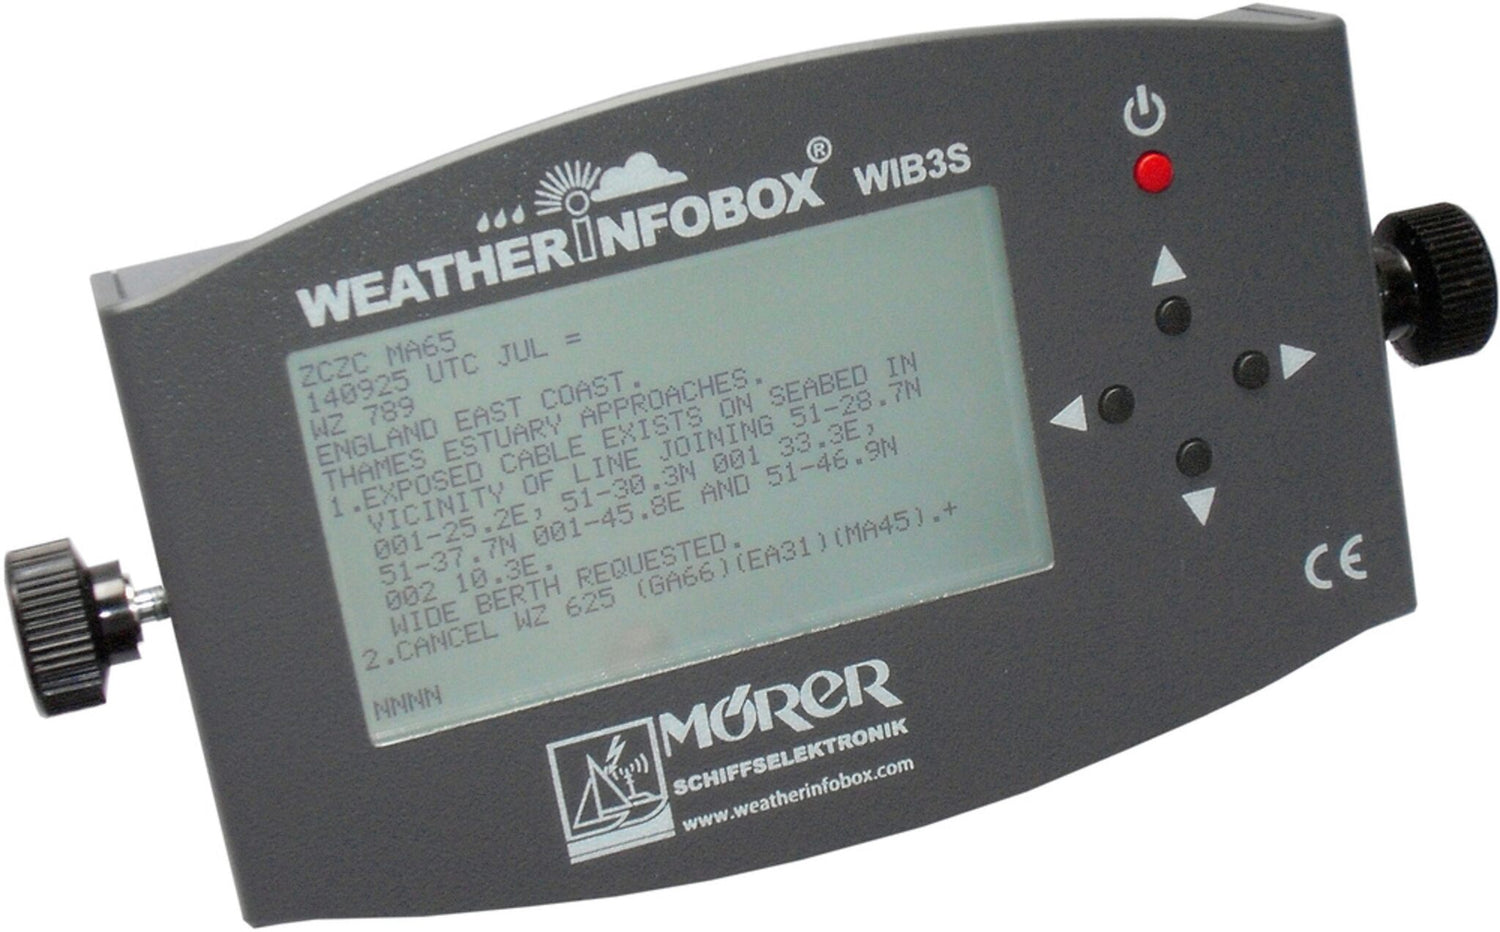 WEATHERINFOBOX® WIB3S
ZCZC MA65
140925 UTC JUL =
WZ 789
ENGLAND EAST COAST.
THAMES ESTUARY APPROACHES.
1.EXPOSED CABLE EXISTS ON SEABED IN
VICINITY OF LINE JOINING 51-28.7N
001-25.2E, 51-30.3N 001 33.3E,
51-37.7N 001-45.8E AND 51-46.9N
002 10.3E.
WIDE BERTH REQUESTED.
2.CANCEL WZ 625 (GA66)(EA31)(MA45).+
NNNN
CE
MÖRER
SCHIFFSELEKTRONIK
www.weatherinfobox.com